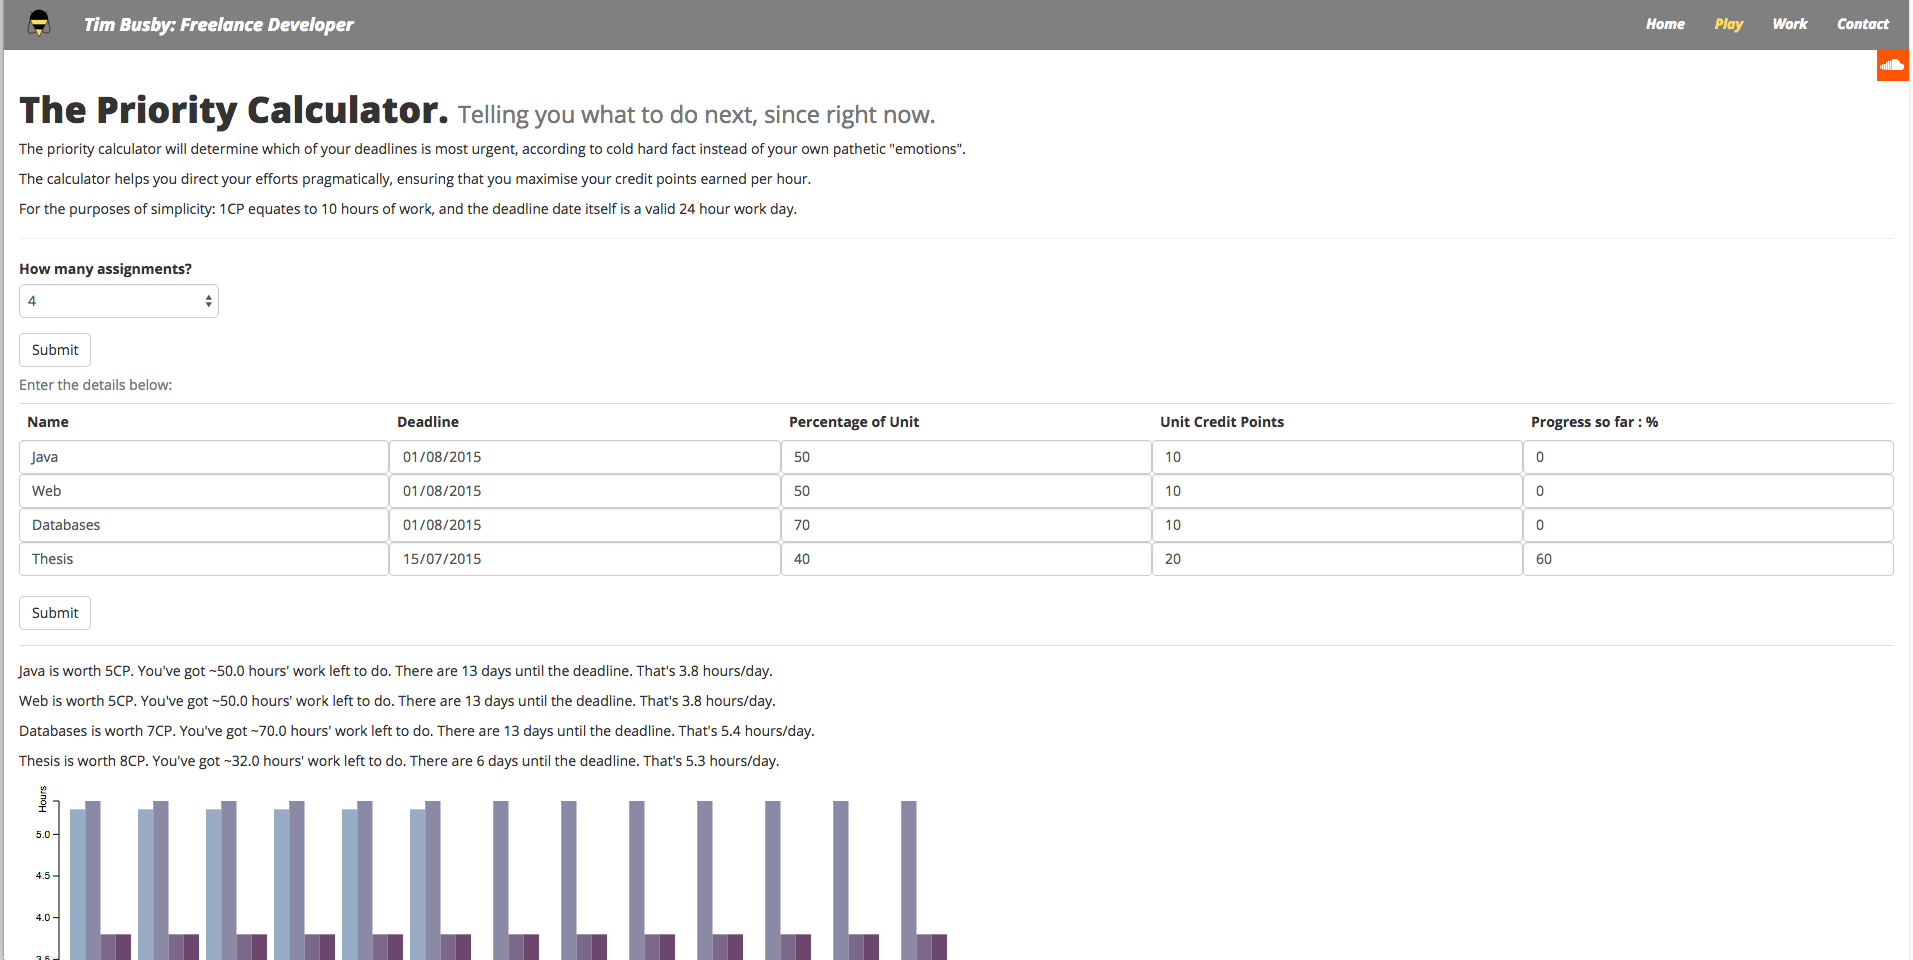 Tim Busby: Freelance Developer
Home Play Work Contact
The Priority Calculator. Telling you what to do next, since right now.
The priority calculator will determine which of your deadlines is most urgent, according to cold hard fact instead of your own pathetic "emotions".
The calculator helps you direct your efforts pragmatically, ensuring that you maximise your credit points earned per hour.
For the purposes of simplicity: 1CP equates to 10 hours of work, and the deadline date itself is a valid 24 hour work day.
How many assignments?
4
Submit
Enter the details below:
Name Deadline Percentage of Unit Unit Credit Points Progress so far : %
Java 01/08/2015 50 10 0
Web 01/08/2015 50 10 0
Databases 01/08/2015 70 10 0
Thesis 15/07/2015 40 20 60
Submit
Java is worth 5CP. You've got ~50.0 hours' work left to do. There are 13 days until the deadline. That's 3.8 hours/day.
Web is worth 5CP. You've got ~50.0 hours' work left to do. There are 13 days until the deadline. That's 3.8 hours/day.
Databases is worth 7CP. You've got ~70.0 hours' work left to do. There are 13 days until the deadline. That's 5.4 hours/day.
Thesis is worth 8CP. You've got ~32.0 hours' work left to do. There are 6 days until the deadline. That's 5.3 hours/day.
Hours
5.0
4.5
4.0
3.5